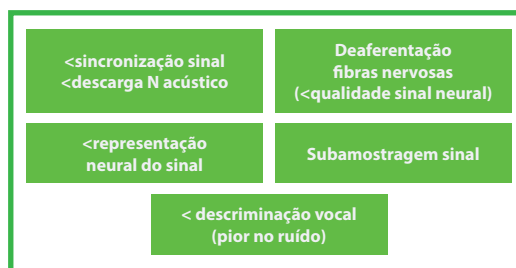 <sincronização sinal
<descarga N acústico
Deaferentação
fibras nervosas
(<qualidade sinal neural)
<representação
neural do sinal
Subamostragem sinal
< descriminação vocal
(pior no ruído)